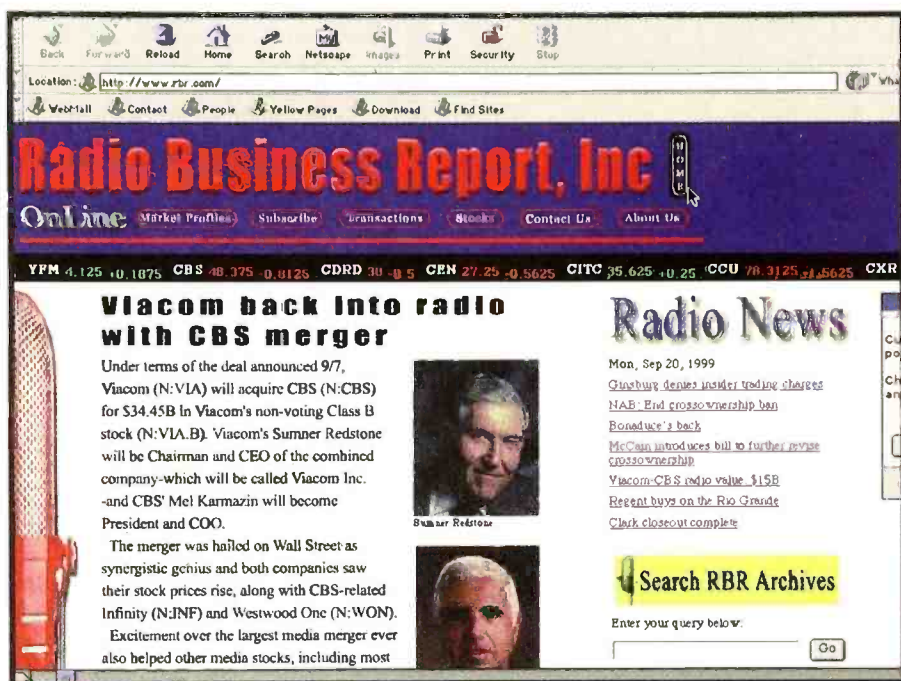 Back Forward Reload Home Search Netscape Images Print Security Stop
Location: http://www.rbr.com/
WebMail Contact People Yellow Pages Download Find Sites
Radio Business Report, Inc
HOME
OnLine Market Profiles Subscribe Transactions Stocks Contact Us About Us
YFM 4.125 +0.1875 CBS 48.375 -0.8125 CDRD 30 -0.5 CEN 27.25 -0.5625 CITC 35.625 +0.25 CCU 78.3125 CXR
Viacom back into radio
with CBS merger
Under terms of the deal announced 9/7,
Viacom (N:VIA) will acquire CBS (N:CBS)
for $34.45B in Viacom's non-voting Class B
stock (N:VIA.B). Viacom's Sumner Redstone
will be Chairman and CEO of the combined
company-which will be called Viacom Inc.
-and CBS' Mel Karmazin will become
President and COO.
The merger was hailed on Wall Street as
synergistic genius and both companies saw
their stock prices rise, along with CBS-related
Infinity (N:INF) and Westwood One (N:WON).
Excitement over the largest media merger ever
also helped other media stocks, including most
Sumner Redstone
Radio News
Mon, Sep 20, 1999
Ginsburg denies insider trading charges
NAB: End crossownership ban
Bonaduce's back
McCain introduces bill to further revise
crossownership
Viacom-CBS radio value: $15B
Regent buys on the Rio Grande
Clark closeout complete
Search RBR Archives
Enter your query below:
Go